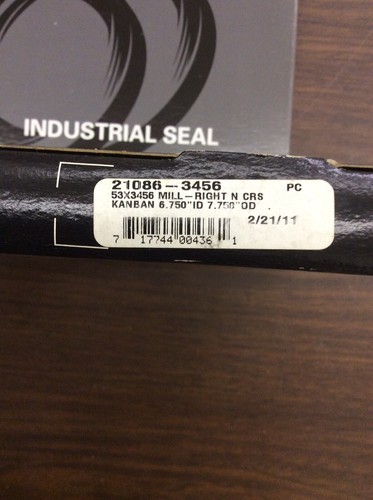 INDUSTRIAL SEAL
21086-3456 PC
53X3456 MILL-RIGHT N CRS
KANBAN 6.750"ID 7.750"OD
2/21/11
7 17744 00436 1